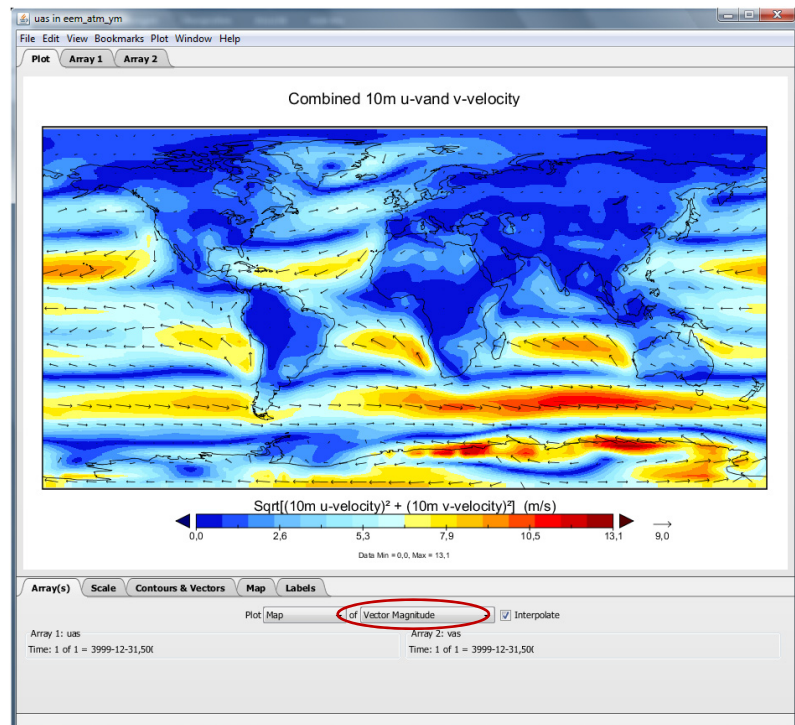 uas in eem_atm_ym
File Edit View Bookmarks Plot Window Help
Plot Array 1 Array 2
Combined 10m u-vand v-velocity
Sqrt[(10m u-velocity)² + (10m v-velocity)²] (m/s)
0,0 2,6 5,3 7,9 10,5 13,1 9,0
Data Min = 0,0, Max = 13,1
Array(s) Scale Contours & Vectors Map Labels
Plot Map of Vector Magnitude Interpolate
Array 1: uas Array 2: vas
Time: 1 of 1 = 3999-12-31,50( Time: 1 of 1 = 3999-12-31,50(